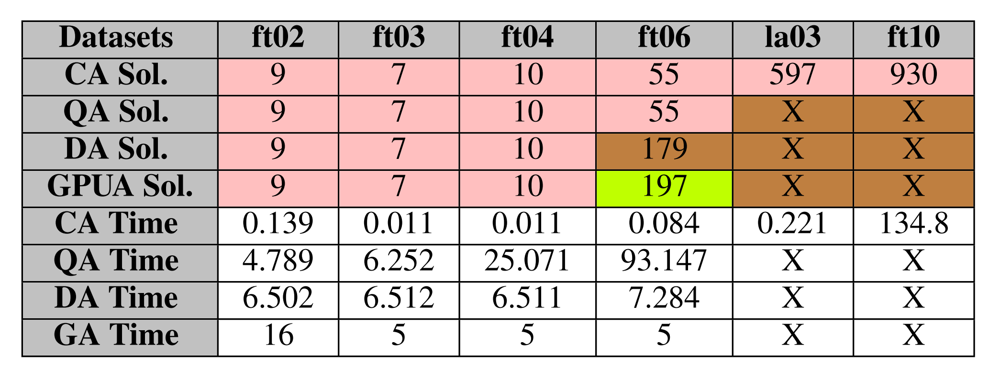 Datasets ft02 ft03 ft04 ft06 la03 ft10
CA Sol. 9 7 10 55 597 930
QA Sol. 9 7 10 55 X X
DA Sol. 9 7 10 179 X X
GPUA Sol. 9 7 10 197 X X
CA Time 0.139 0.011 0.011 0.084 0.221 134.8
QA Time 4.789 6.252 25.071 93.147 X X
DA Time 6.502 6.512 6.511 7.284 X X
GA Time 16 5 5 5 X X